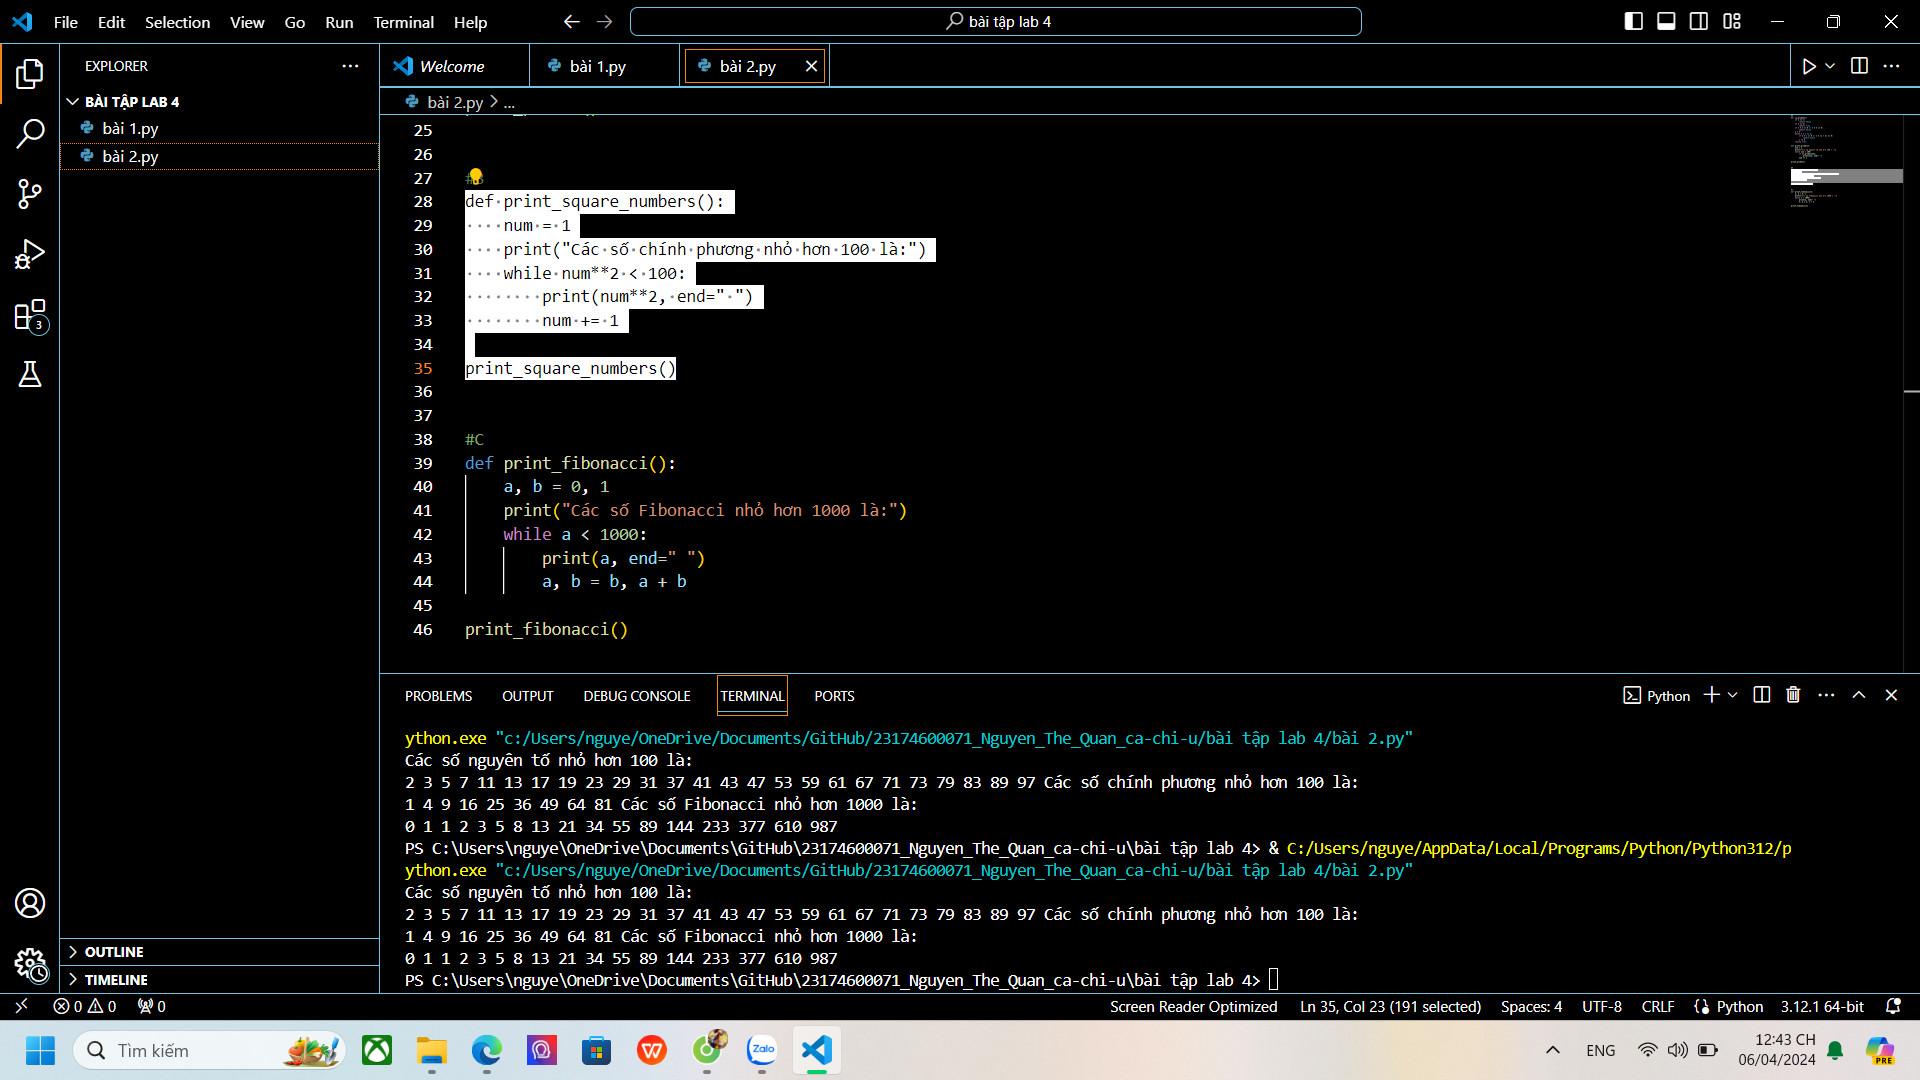 File Edit Selection View Go Run Terminal Help
bài tập lab 4
EXPLORER
BÀI TẬP LAB 4
bài 1.py
bài 2.py
3
OUTLINE
TIMELINE
Welcome
bài 1.py
bài 2.py
bài 2.py > ...
25
26
27
28 def print_square_numbers():
29 num = 1
30 print("Các số chính phương nhỏ hơn 100 là:")
31 while num**2 < 100:
32 print(num**2, end=" ")
33 num += 1
34
35 print_square_numbers()
36
37
38 #C
39 def print_fibonacci():
40 a, b = 0, 1
41 print("Các số Fibonacci nhỏ hơn 1000 là:")
42 while a < 1000:
43 print(a, end=" ")
44 a, b = b, a + b
45
46 print_fibonacci()
PROBLEMS OUTPUT DEBUG CONSOLE TERMINAL PORTS
Python
ython.exe "c:/Users/nguye/OneDrive/Documents/GitHub/23174600071_Nguyen_The_Quan_ca-chi-u/bài tập lab 4/bài 2.py"
Các số nguyên tố nhỏ hơn 100 là:
2 3 5 7 11 13 17 19 23 29 31 37 41 43 47 53 59 61 67 71 73 79 83 89 97 Các số chính phương nhỏ hơn 100 là:
1 4 9 16 25 36 49 64 81 Các số Fibonacci nhỏ hơn 1000 là:
0 1 1 2 3 5 8 13 21 34 55 89 144 233 377 610 987
PS C:\Users\nguye\OneDrive\Documents\GitHub\23174600071_Nguyen_The_Quan_ca-chi-u\bài tập lab 4> & C:/Users/nguye/AppData/Local/Programs/Python/Python312/p
ython.exe "c:/Users/nguye/OneDrive/Documents/GitHub/23174600071_Nguyen_The_Quan_ca-chi-u/bài tập lab 4/bài 2.py"
Các số nguyên tố nhỏ hơn 100 là:
2 3 5 7 11 13 17 19 23 29 31 37 41 43 47 53 59 61 67 71 73 79 83 89 97 Các số chính phương nhỏ hơn 100 là:
1 4 9 16 25 36 49 64 81 Các số Fibonacci nhỏ hơn 1000 là:
0 1 1 2 3 5 8 13 21 34 55 89 144 233 377 610 987
PS C:\Users\nguye\OneDrive\Documents\GitHub\23174600071_Nguyen_The_Quan_ca-chi-u\bài tập lab 4>
0 0 0 Screen Reader Optimized Ln 35, Col 23 (191 selected) Spaces: 4 UTF-8 CRLF Python 3.12.1 64-bit
Tìm kiếm
Zalo
ENG
12:43 CH
06/04/2024
PRE